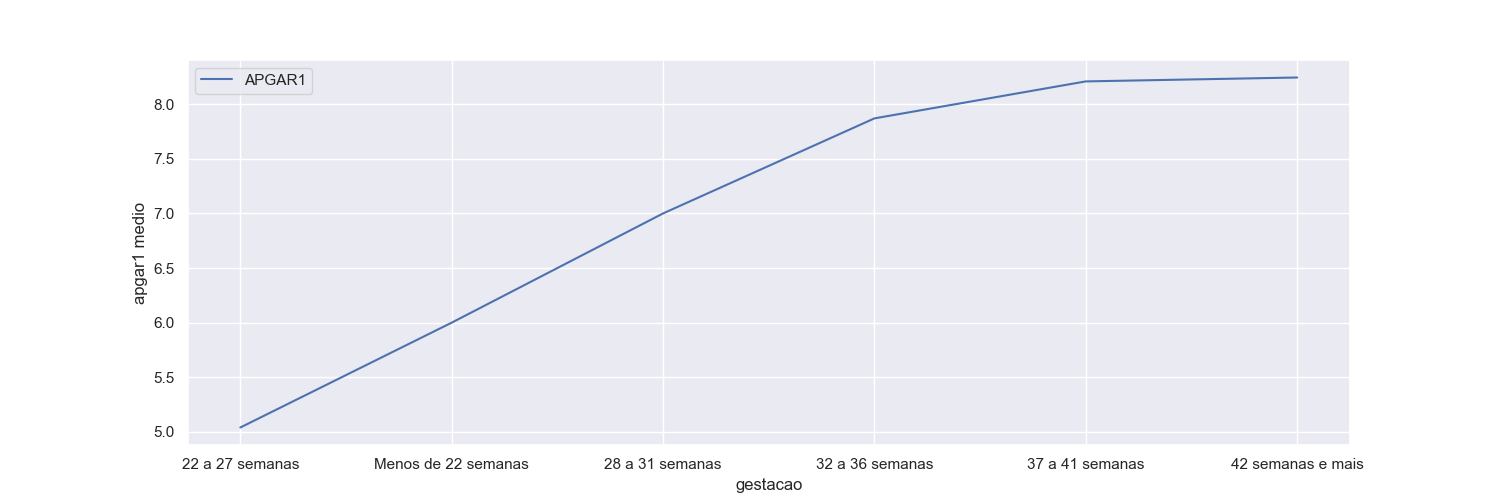 APGAR1
8.0
7.5
7.0
6.5
6.0
5.5
5.0
apgar1 medio
22 a 27 semanas
Menos de 22 semanas
28 a 31 semanas
32 a 36 semanas
37 a 41 semanas
42 semanas e mais
gestacao